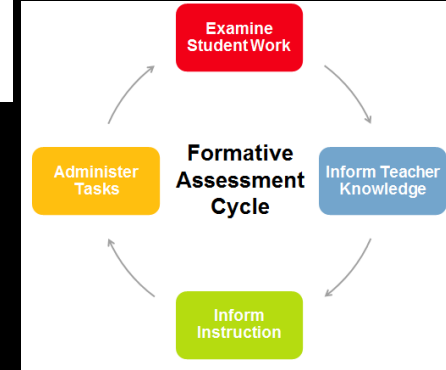 Examine
Student Work
Formative
Assessment
Cycle
Administer
Tasks
Inform Teacher
Knowledge
Inform
Instruction